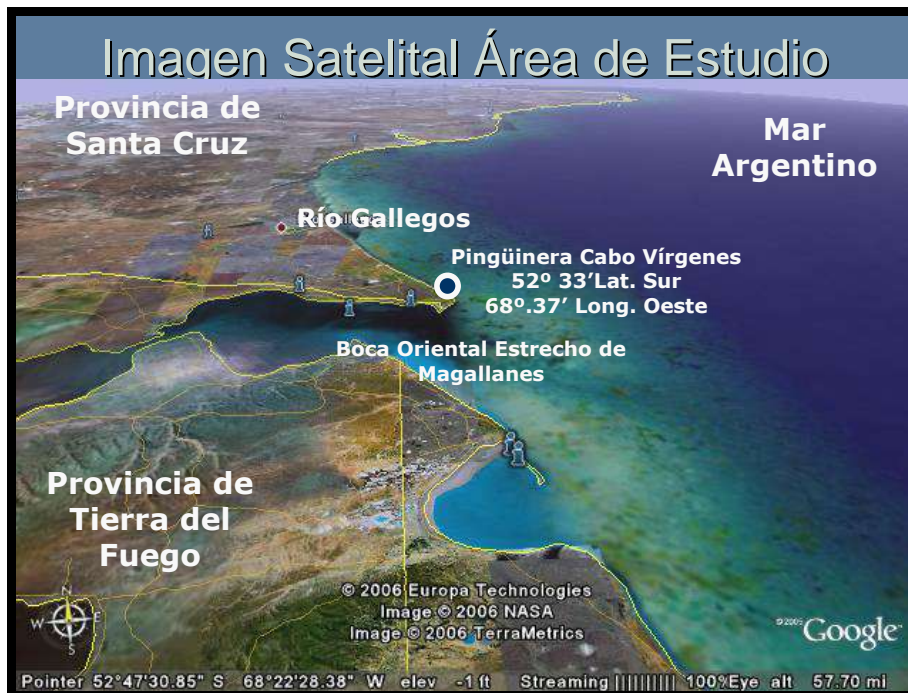 Imagen Satelital Área de Estudio
Provincia de
Santa Cruz
Mar
Argentino
Río Gallegos
Pingüinera Cabo Vírgenes
52º 33’Lat. Sur
68º.37’ Long. Oeste
Boca Oriental Estrecho de
Magallanes
Provincia de
Tierra del
Fuego
N
W E
S
© 2006 Europa Technologies
Image © 2006 NASA
Image © 2006 TerraMetrics
©2005 Google™
Pointer 52°47'30.85" S 68°22'28.38" W elev -1 ft Streaming |||||||||| 100% Eye alt 57.70 mi